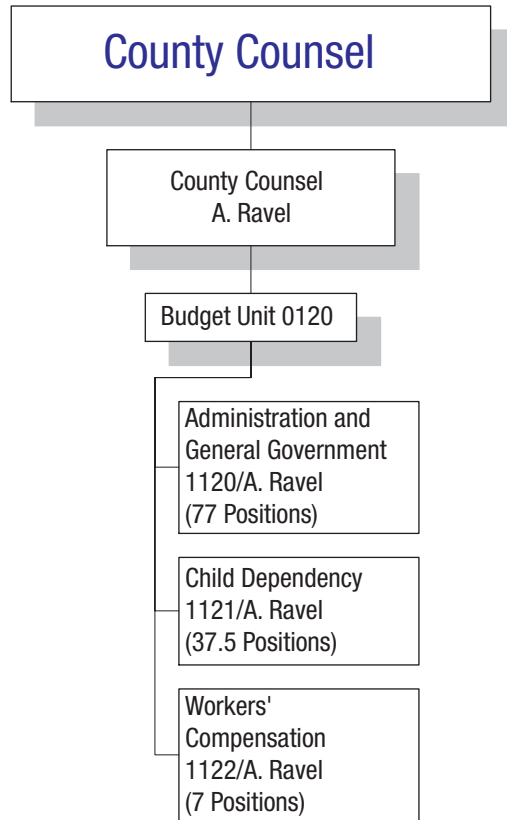 County Counsel
County Counsel
A. Ravel
Budget Unit 0120
Administration and
General Government
1120/A. Ravel
(77 Positions)
Child Dependency
1121/A. Ravel
(37.5 Positions)
Workers'
Compensation
1122/A. Ravel
(7 Positions)